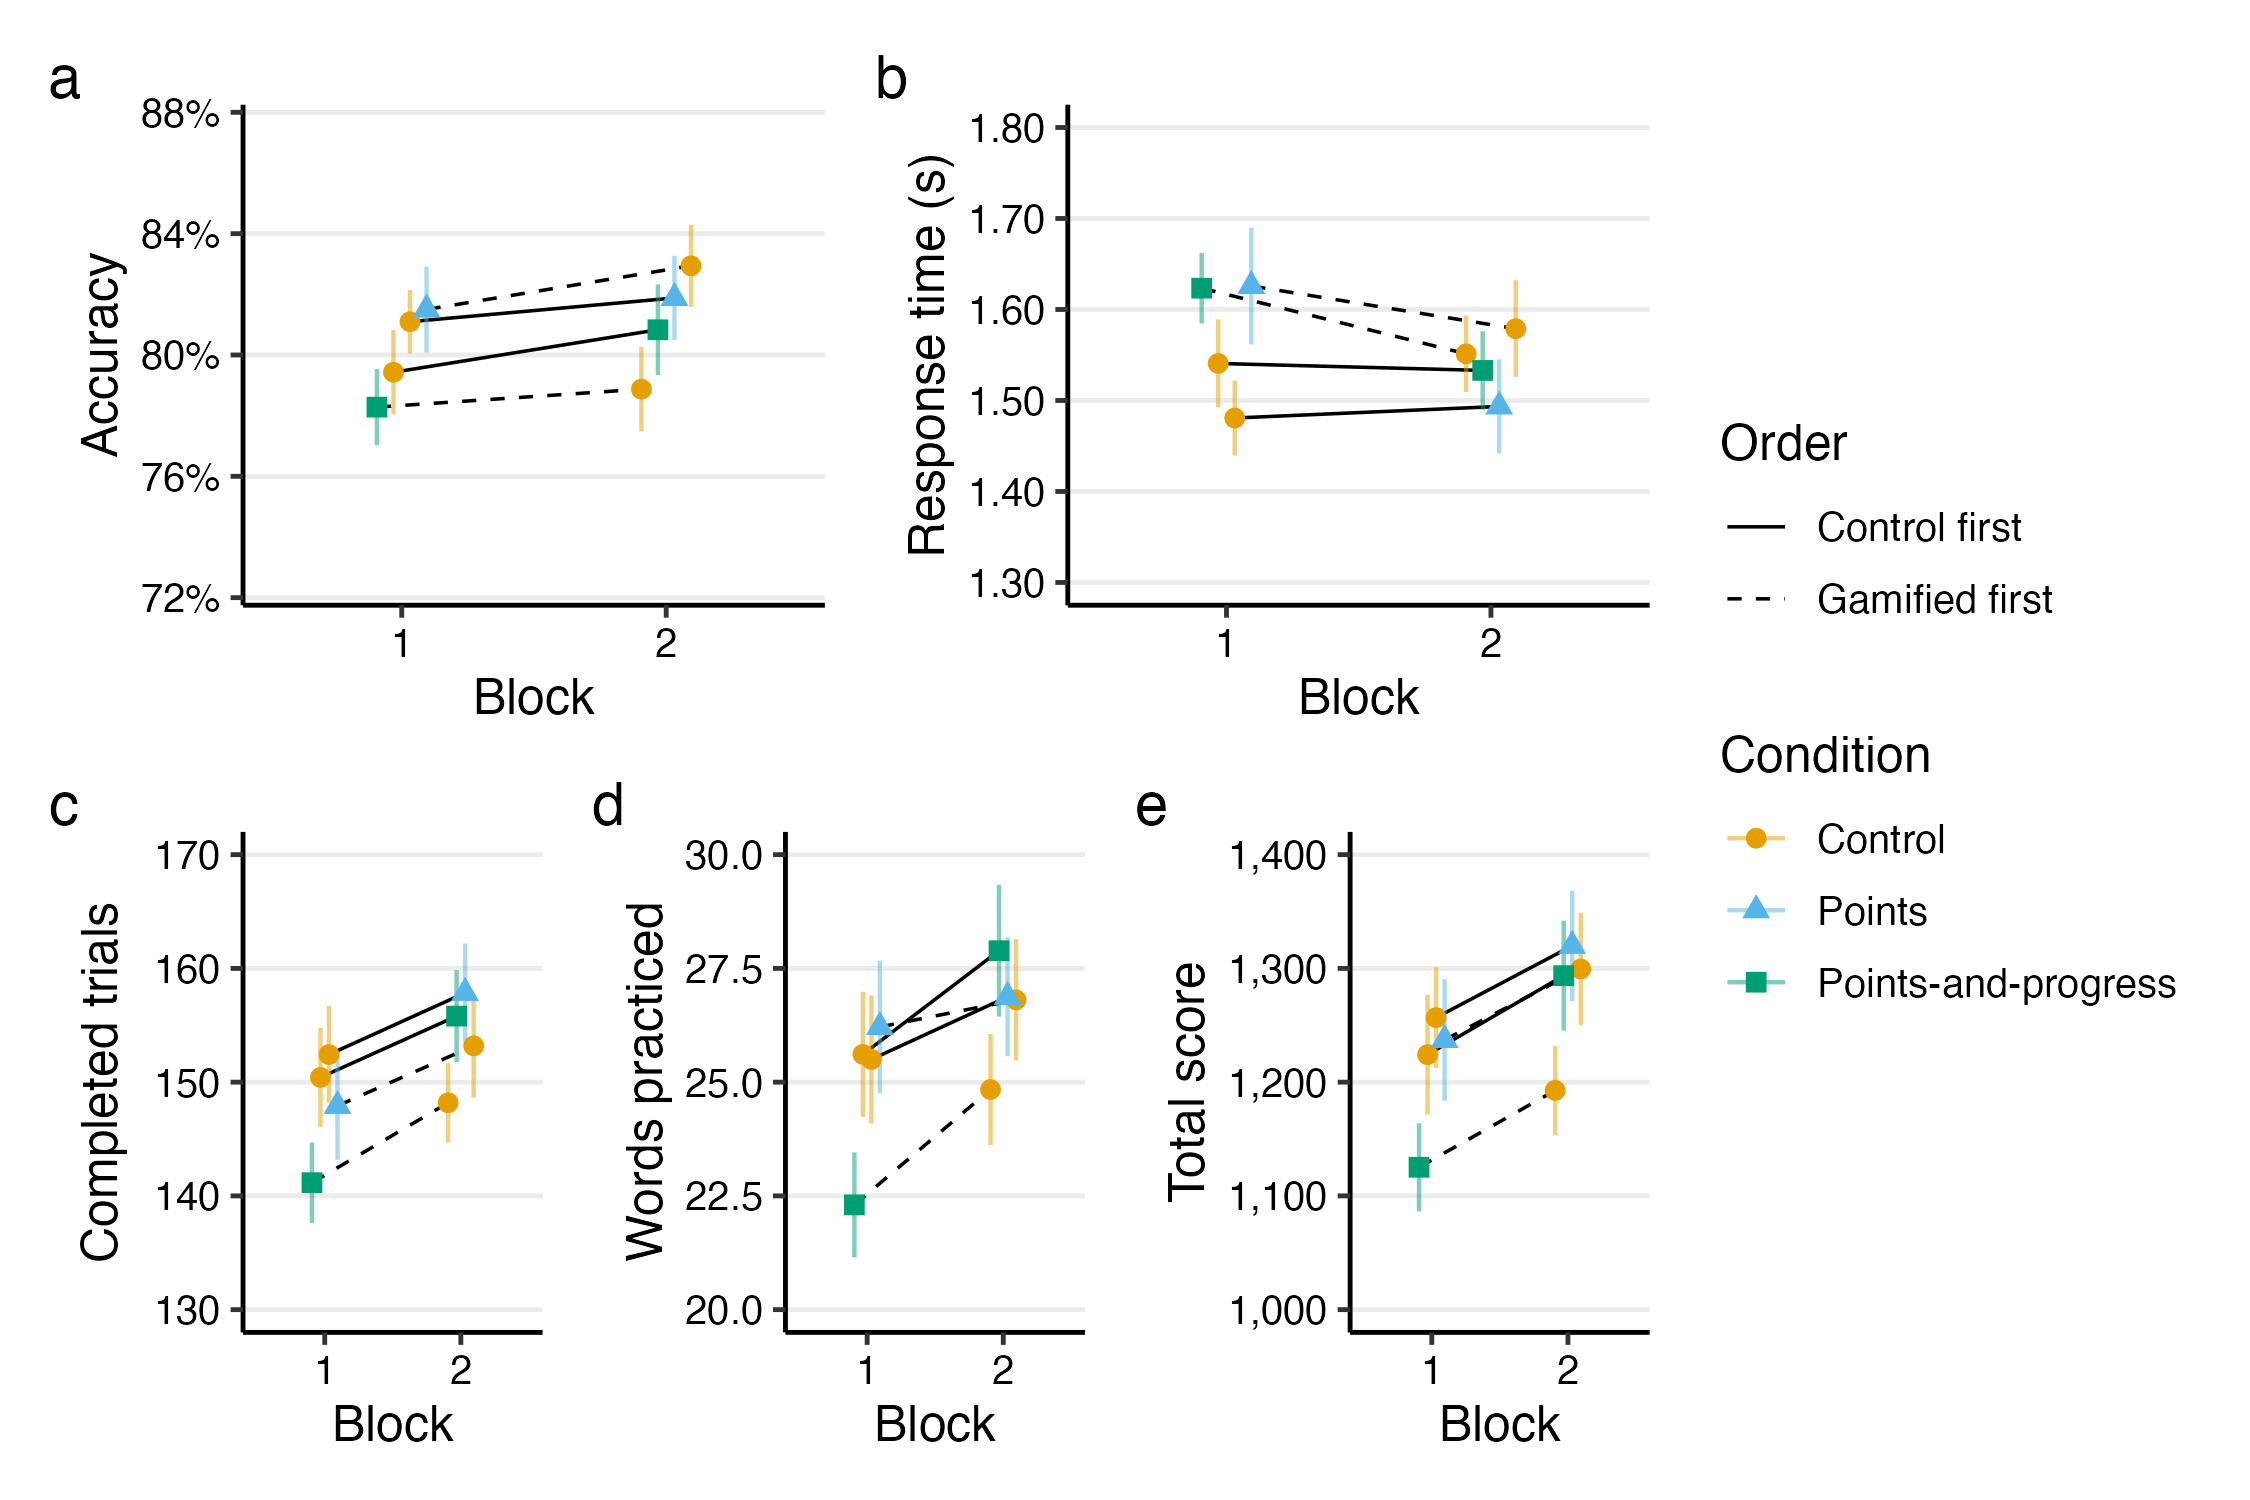 a
88%
84%
80%
76%
72%
Accuracy
1
2
Block
b
1.80
1.70
1.60
1.50
1.40
1.30
Response time (s)
1
2
Block
Order
Control first
Gamified first
Condition
Control
Points
Points-and-progress
c
170
160
150
140
130
Completed trials
1
2
Block
d
30.0
27.5
25.0
22.5
20.0
Words practiced
1
2
Block
e
1,400
1,300
1,200
1,100
1,000
Total score
1
2
Block